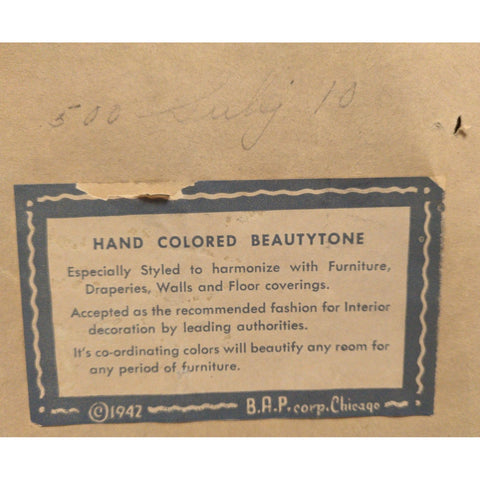 500 Subj 10
HAND COLORED BEAUTYTONE
Especially Styled to harmonize with Furniture,
Draperies, Walls and Floor coverings.
Accepted as the recommended fashion for Interior
decoration by leading authorities.
It's co-ordinating colors will beautify any room for
any period of furniture.
©1942 B.A.P. corp. Chicago